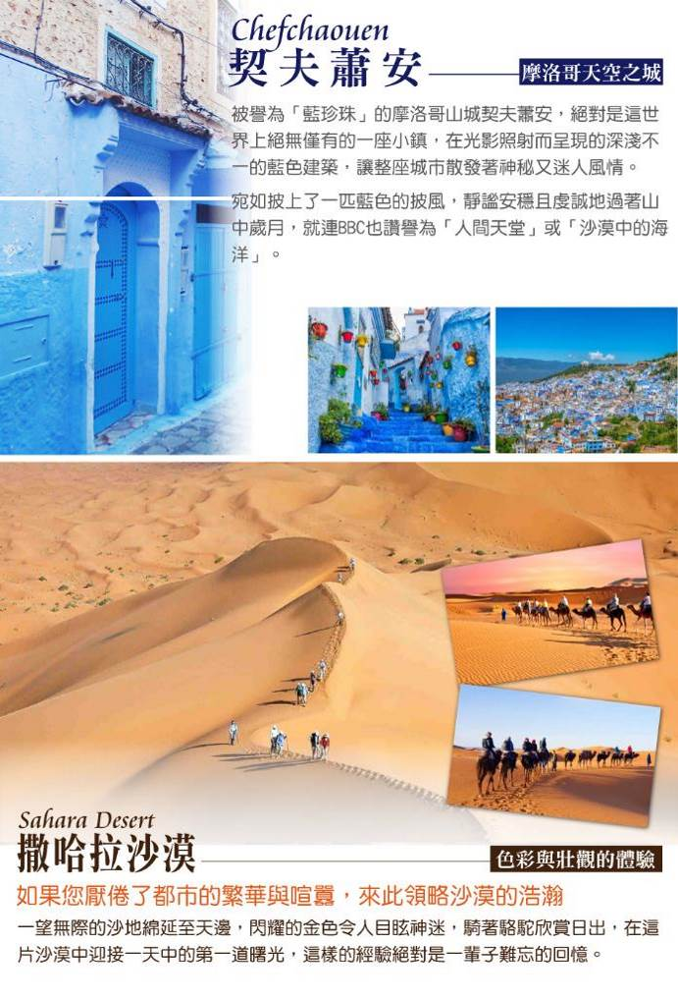 Chefchaouen
契夫蕭安
摩洛哥天空之城
被譽為「藍珍珠」的摩洛哥山城契夫蕭安，絕對是這世
界上絕無僅有的一座小鎮，在光影照射而呈現的深淺不
一的藍色建築，讓整座城市散發著神秘又迷人風情。
宛如披上了一匹藍色的披風，靜謐安穩且虔誠地過著山
中歲月，就連BBC也讚譽為「人間天堂」或「沙漠中的海
洋」。
Sahara Desert
撒哈拉沙漠
色彩與壯觀的體驗
如果您厭倦了都市的繁華與喧囂，來此領略沙漠的浩瀚
一望無際的沙地綿延至天邊，閃耀的金色令人目眩神迷，騎著駱駝欣賞日出，在這
片沙漠中迎接一天中的第一道曙光，這樣的經驗絕對是一輩子難忘的回憶。